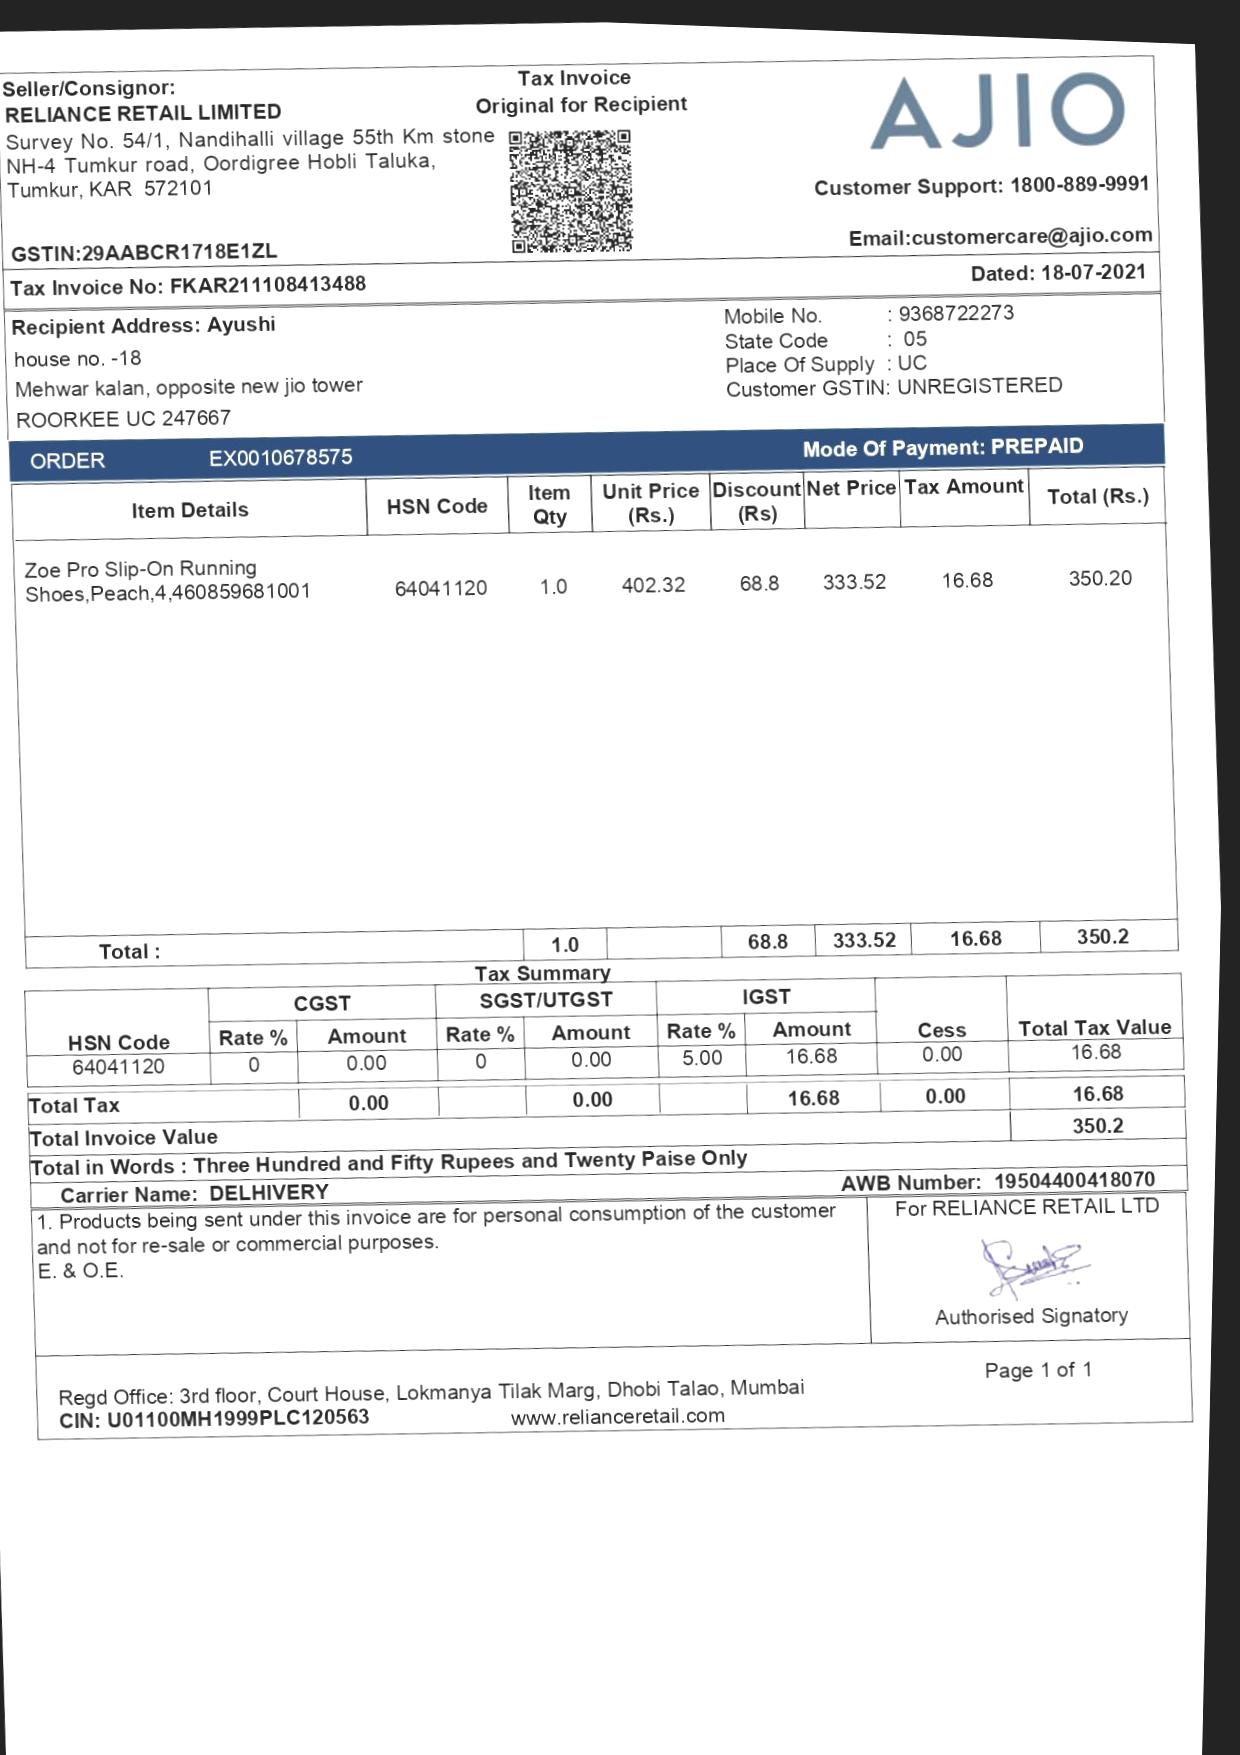 Seller/Consignor:
RELIANCE RETAIL LIMITED
Survey No. 54/1, Nandihalli village 55th Km stone
NH-4 Tumkur road, Oordigree Hobli Taluka,
Tumkur, KAR 572101
GSTIN:29AABCR1718E1ZL
Tax Invoice
Original for Recipient
AJIO
Customer Support: 1800-889-9991
Email:customercare@ajio.com
Tax Invoice No: FKAR211108413488
Dated: 18-07-2021
Recipient Address: Ayushi
house no. -18
Mehwar kalan, opposite new jio tower
ROORKEE UC 247667
Mobile No. : 9368722273
State Code : 05
Place Of Supply : UC
Customer GSTIN: UNREGISTERED
ORDER EX0010678575 Mode Of Payment: PREPAID
Item Details HSN Code Item Qty Unit Price (Rs.) Discount (Rs) Net Price Tax Amount Total (Rs.)
Zoe Pro Slip-On Running
Shoes,Peach,4,460859681001 64041120 1.0 402.32 68.8 333.52 16.68 350.20
Total : 1.0 68.8 333.52 16.68 350.2
Tax Summary
CGST SGST/UTGST IGST
HSN Code Rate % Amount Rate % Amount Rate % Amount Cess Total Tax Value
64041120 0 0.00 0 0.00 5.00 16.68 0.00 16.68
Total Tax 0.00 0.00 16.68 0.00 16.68
Total Invoice Value 350.2
Total in Words : Three Hundred and Fifty Rupees and Twenty Paise Only
Carrier Name: DELHIVERY AWB Number: 19504400418070
1. Products being sent under this invoice are for personal consumption of the customer
and not for re-sale or commercial purposes.
E. & O.E.
For RELIANCE RETAIL LTD
Authorised Signatory
Page 1 of 1
Regd Office: 3rd floor, Court House, Lokmanya Tilak Marg, Dhobi Talao, Mumbai
CIN: U01100MH1999PLC120563 www.relianceretail.com